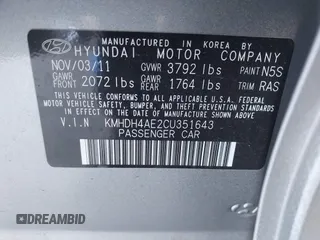 MADE IN KOREA BY
HYUNDAI MOTOR COMPANY
NOV/03/11 GVWR 3792 lbs PAINT N5S
GAWR FRONT 2072 lbs GAWR REAR 1764 lbs TRIM RAS
THIS VEHICLE CONFORMS TO ALL APPLICABLE
U.S. FEDERAL MOTOR VEHICLE SAFETY, BUMPER, AND
THEFT PREVENTION STANDARDS IN EFFECT ON THE DATE
OF MANUFACTURE SHOWN ABOVE.
V.I.N KMHDH4AE2CU351643
PASSENGER CAR
DREAMBID